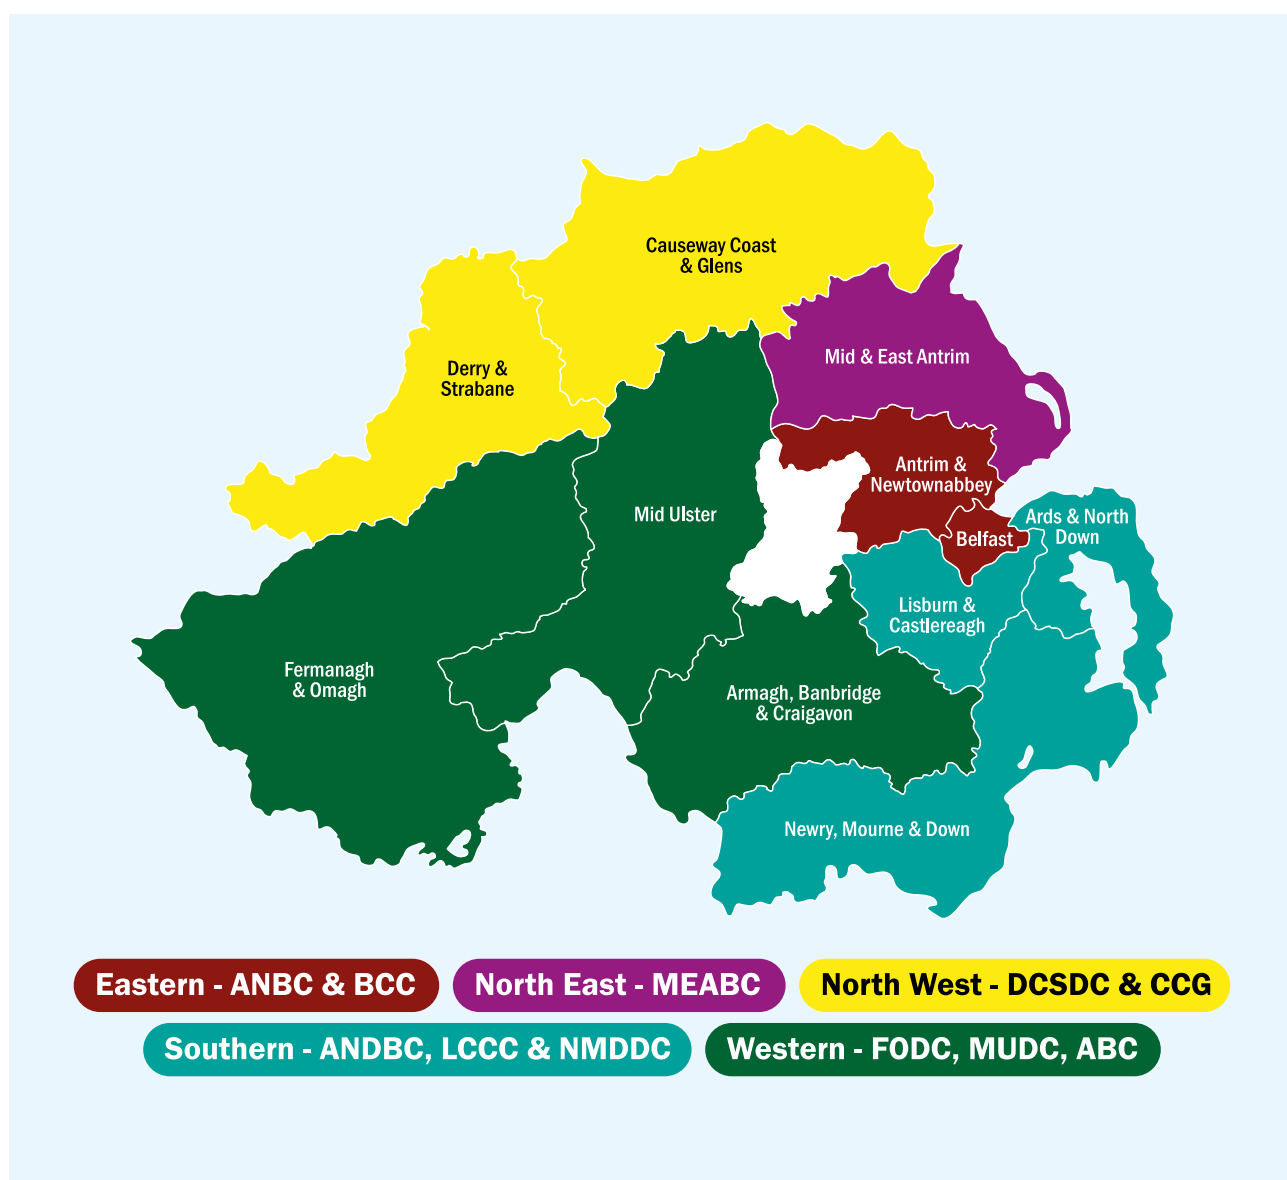 Causeway Coast
& Glens
Mid & East Antrim
Derry &
Strabane
Antrim &
Newtownabbey
Mid Ulster
Ards & North
Down
Belfast
Lisburn &
Castlereagh
Fermanagh
& Omagh
Armagh, Banbridge
& Craigavon
Newry, Mourne & Down
Eastern - ANBC & BCC
North East - MEABC
North West - DCSDC & CCG
Southern - ANDBC, LCCC & NMDDC
Western - FODC, MUDC, ABC